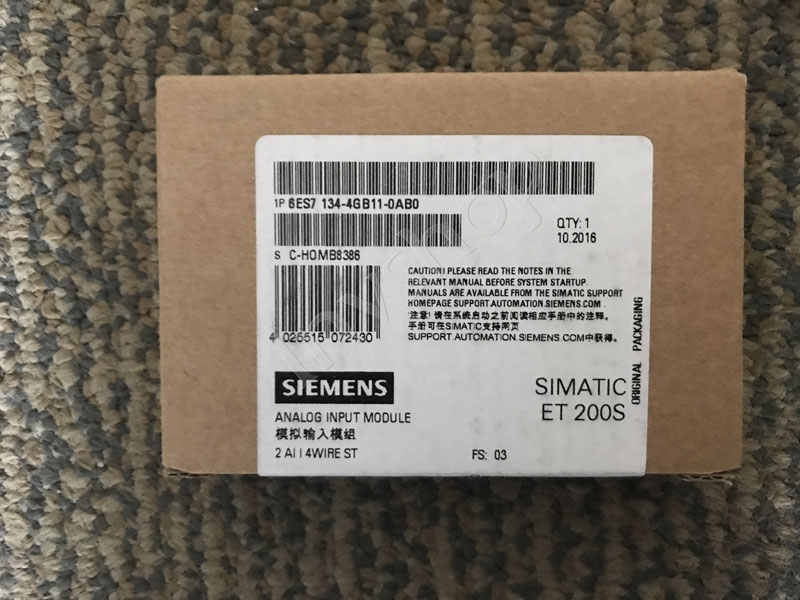 1P 6ES7 134-4GB11-0AB0
QTY: 1
10.2016
S C-HOMB8386
CAUTION! PLEASE READ THE NOTES IN THE
RELEVANT MANUAL BEFORE SYSTEM STARTUP.
MANUALS ARE AVAILABLE FROM THE SIMATIC SUPPORT
HOMEPAGE SUPPORT.AUTOMATION.SIEMENS.COM.
注意! 请在系统启动之前阅读相应手册中的注释。
手册可在SIMATIC支持网页
SUPPORT.AUTOMATION SIEMENS COM中获得。
4 025515 072430
ORIGINAL PACKAGING
SIEMENS
SIMATIC
ET 200S
ANALOG INPUT MODULE
模拟输入模组
2 AI I 4WIRE ST
FS: 03